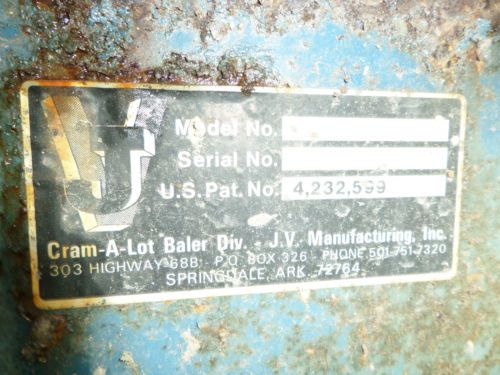 JV
Model No.
Serial No.
U.S. Pat. No. 4,232,599
Cram-A-Lot Baler Div. - J.V. Manufacturing, Inc.
303 HIGHWAY 68B - P.O. BOX 326 - PHONE 501-751-7320
SPRINGDALE, ARK. 72764